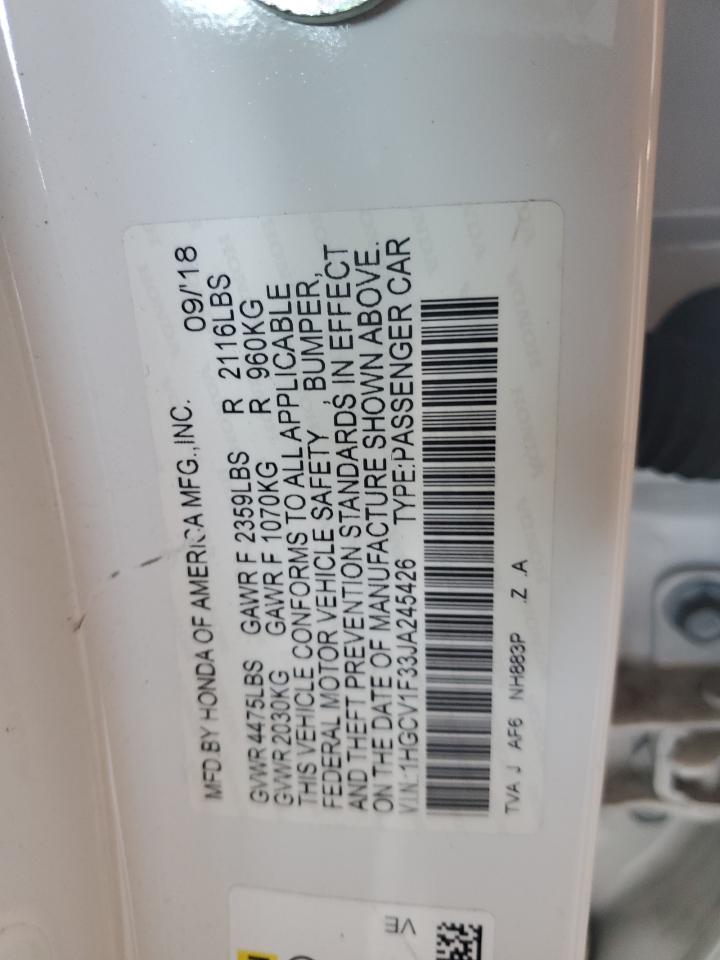 MFD BY HONDA OF AMERICA MFG.,INC. 09/'18
GVWR 4475LBS GAWR F 2359LBS R 2116LBS
GVWR 2030KG GAWR F 1070KG R 960KG
THIS VEHICLE CONFORMS TO ALL APPLICABLE
FEDERAL MOTOR VEHICLE SAFETY , BUMPER,
AND THEFT PREVENTION STANDARDS IN EFFECT
ON THE DATE OF MANUFACTURE SHOWN ABOVE.
V.I.N.:1HGCV1F33JA245426 TYPE:PASSENGER CAR
TVA J AF6 NH883P .Z .A
VE